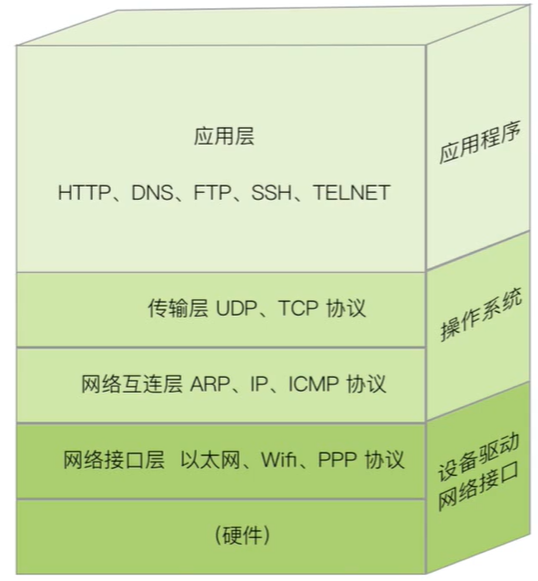 应用层
HTTP、DNS、FTP、SSH、TELNET
应用程序
传输层 UDP、TCP 协议
操作系统
网络互连层 ARP、IP、ICMP 协议
网络接口层 以太网、Wifi、PPP 协议
设备驱动
网络接口
(硬件)